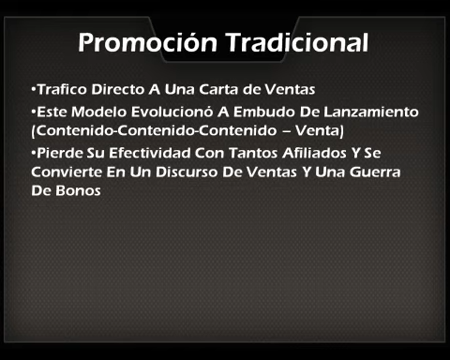 Promoción Tradicional
•Trafico Directo A Una Carta de Ventas
•Este Modelo Evolucionó A Embudo De Lanzamiento
(Contenido-Contenido-Contenido – Venta)
•Pierde Su Efectividad Con Tantos Afiliados Y Se
Convierte En Un Discurso De Ventas Y Una Guerra
De Bonos